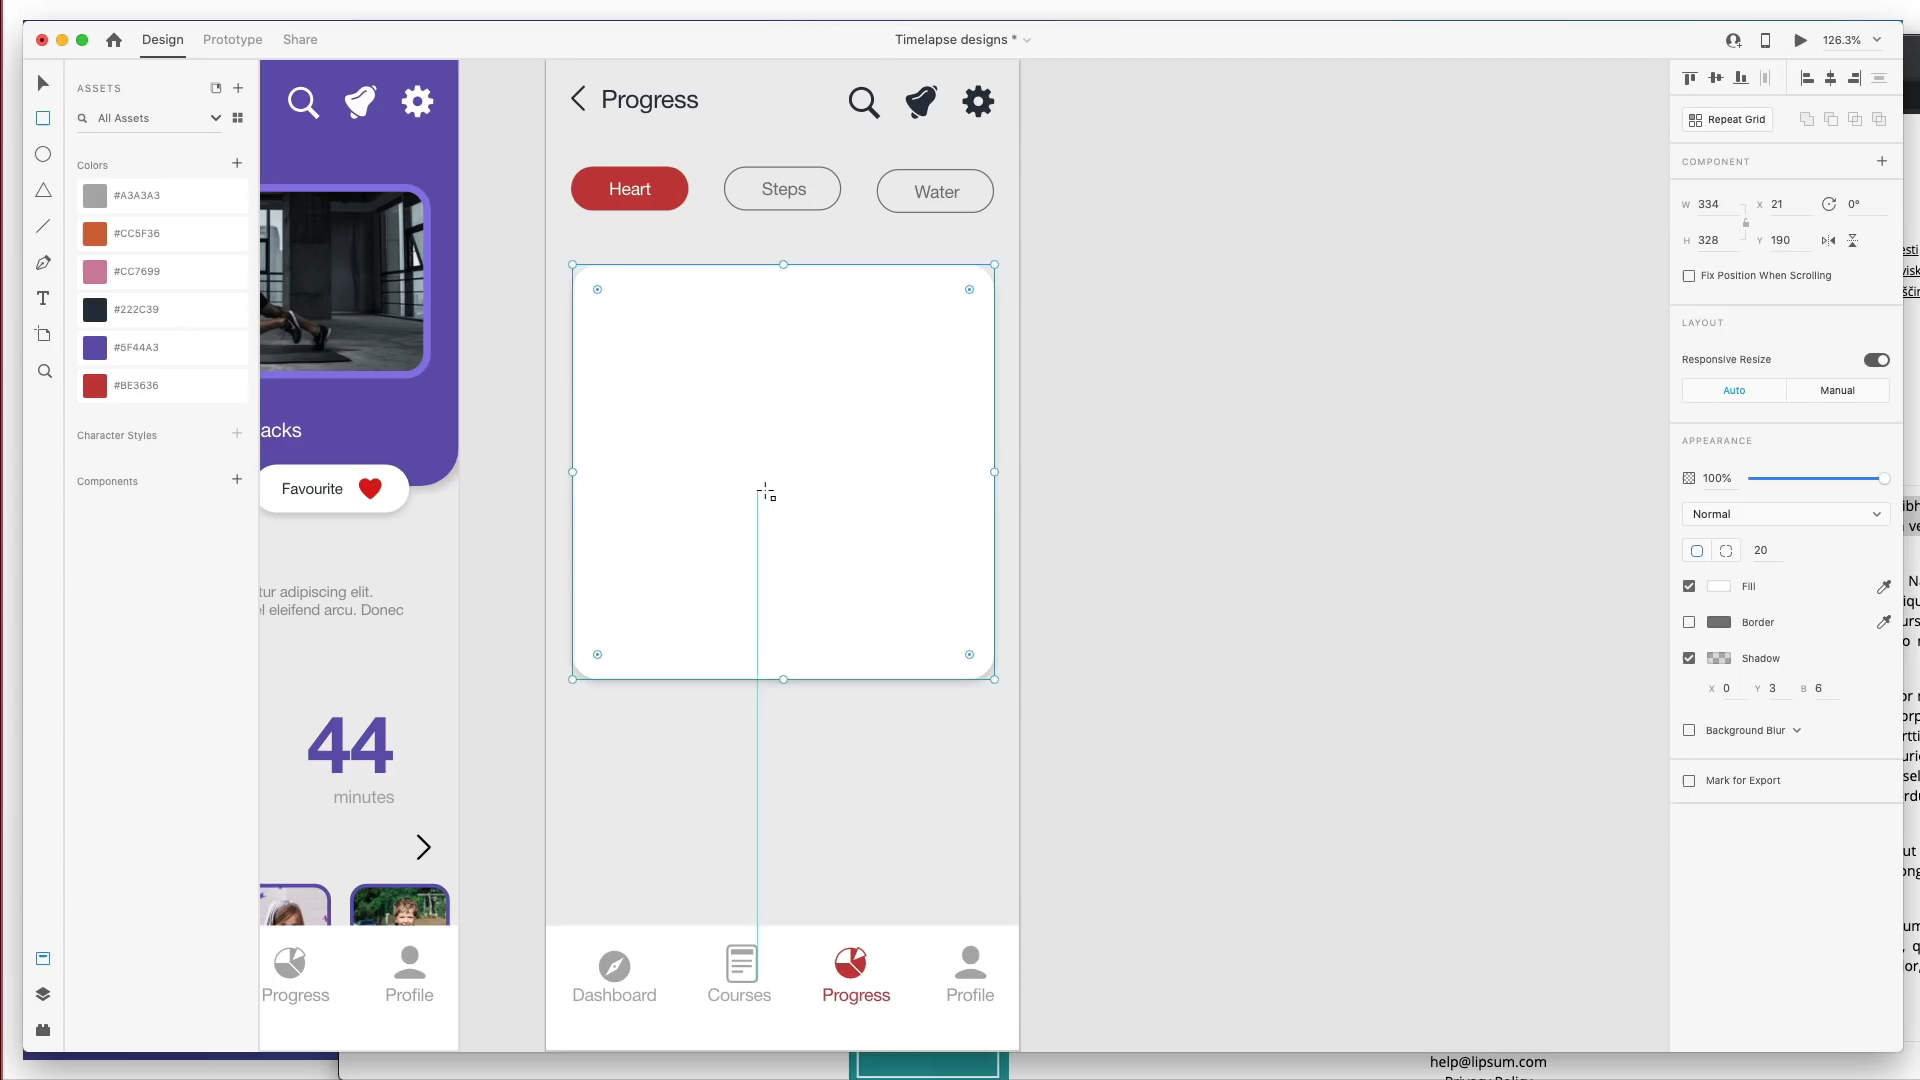 Design
Prototype
Share
Timelapse designs *
126.3%
ASSETS
All Assets
Colors
#A3A3A3
#CC5F36
#CC7699
#222C39
#5F44A3
#BE3636
Character Styles
Components
acks
Favourite
tur adipiscing elit.
el eleifend arcu. Donec
44
minutes
Progress
Profile
Progress
Heart
Steps
Water
Dashboard
Courses
Progress
Profile
Repeat Grid
COMPONENT
W 334
X 21
0°
H 328
Y 190
Fix Position When Scrolling
LAYOUT
Responsive Resize
Auto
Manual
APPEARANCE
100%
Normal
20
Fill
Border
Shadow
X 0
Y 3
B 6
Background Blur
Mark for Export
help@lipsum.com
Privacy Policy